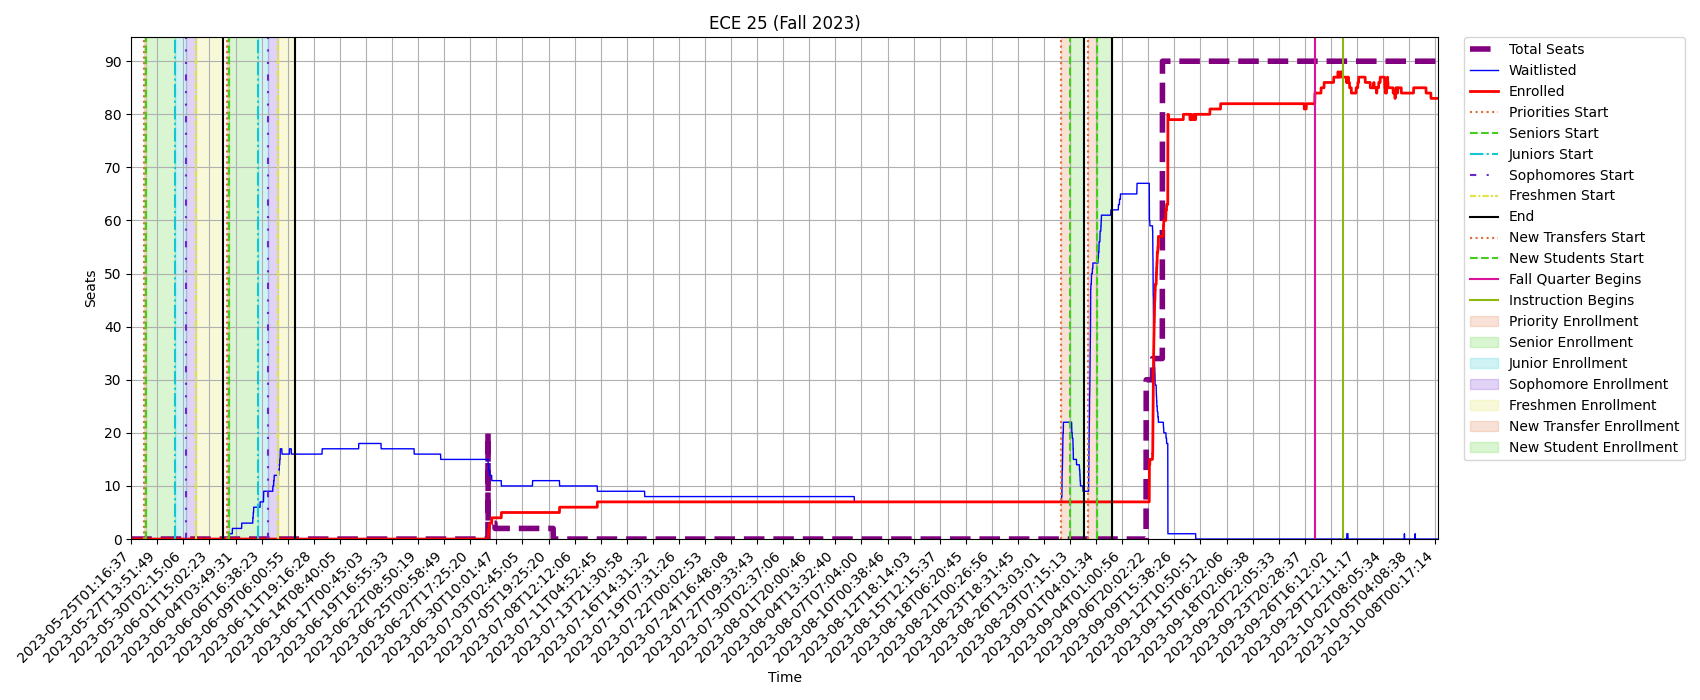 ECE 25 (Fall 2023)
Seats
90
80
70
60
50
40
30
20
10
0
2023-05-25T01:16:37
2023-05-27T13:51:49
2023-05-30T02:15:06
2023-06-01T15:02:23
2023-06-04T03:49:31
2023-06-06T16:38:23
2023-06-09T06:00:55
2023-06-11T19:16:28
2023-06-14T08:40:05
2023-06-17T00:45:03
2023-06-19T16:55:33
2023-06-22T08:50:19
2023-06-25T00:58:49
2023-06-27T17:25:20
2023-06-30T10:01:47
2023-07-03T02:45:05
2023-07-05T19:25:20
2023-07-08T12:12:06
2023-07-11T04:52:45
2023-07-13T21:30:58
2023-07-16T14:31:32
2023-07-19T07:31:26
2023-07-22T00:02:53
2023-07-24T16:48:08
2023-07-27T09:33:43
2023-07-30T02:37:06
2023-08-01T20:00:46
2023-08-04T13:32:40
2023-08-07T07:04:00
2023-08-10T00:38:46
2023-08-12T18:14:03
2023-08-15T12:15:37
2023-08-18T06:20:45
2023-08-21T00:26:56
2023-08-23T18:31:45
2023-08-26T13:03:01
2023-08-29T07:15:13
2023-09-01T04:01:34
2023-09-04T01:00:56
2023-09-06T20:02:22
2023-09-09T15:38:26
2023-09-12T10:50:51
2023-09-15T06:22:06
2023-09-18T02:06:38
2023-09-20T22:05:33
2023-09-23T20:28:37
2023-09-26T16:12:02
2023-09-29T12:11:17
2023-10-02T08:05:34
2023-10-05T04:08:38
2023-10-08T00:17:14
Time
Total Seats
Waitlisted
Enrolled
Priorities Start
Seniors Start
Juniors Start
Sophomores Start
Freshmen Start
End
New Transfers Start
New Students Start
Fall Quarter Begins
Instruction Begins
Priority Enrollment
Senior Enrollment
Junior Enrollment
Sophomore Enrollment
Freshmen Enrollment
New Transfer Enrollment
New Student Enrollment